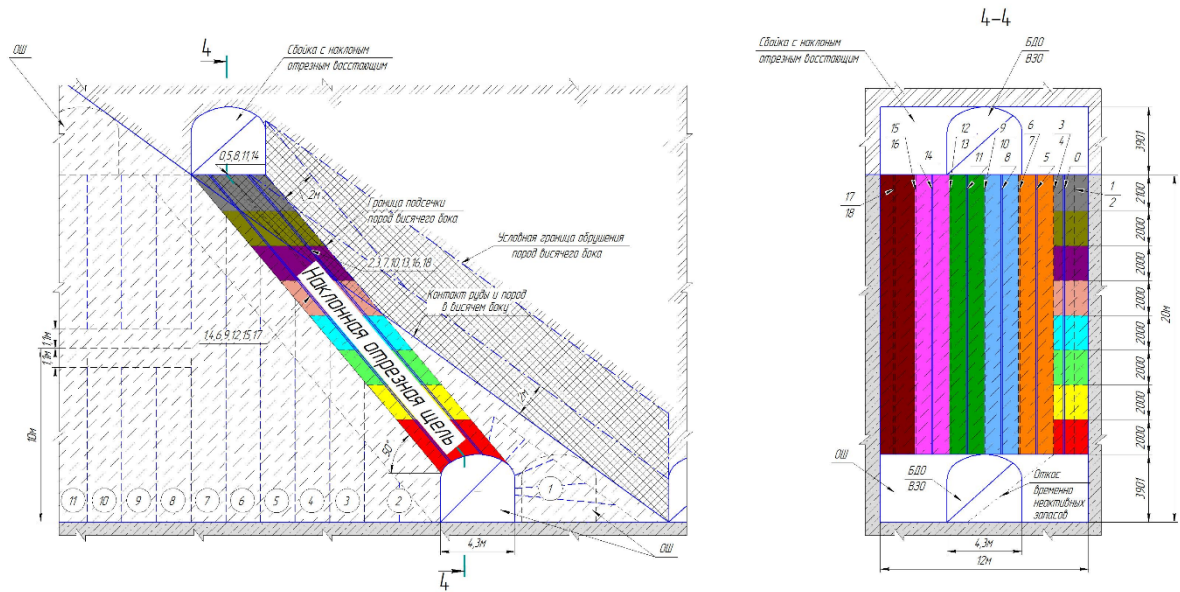 4
ОШ
Сбойка с наклоным
отрезным восстающим
0,5,8,11,14
2м
Граница подсечки
пород висячего бока
Условная граница обрушения
пород висячего бока
2,3,7,10,13,16,18
Контакт руды и пород
в висячем боку
Наклонная отрезная щель
1,4,6,9,12,15,17
1,1м
1,1м
10м
2м
11
10
9
8
7
6
5
4
3
2
1
4,3м
ОШ
4
4-4
Сбойка с наклоным
отрезным восстающим
БДО
ВЗО
15
16
14
12
13
11
9
10
8
6
7
5
3
4
0
1
2
17
18
3901
2100
2000
2000
2000
2000
2000
2000
2000
20м
3901
ОШ
БДО
ВЗО
Откос
временно
неактивных
запасов
4,3м
12м